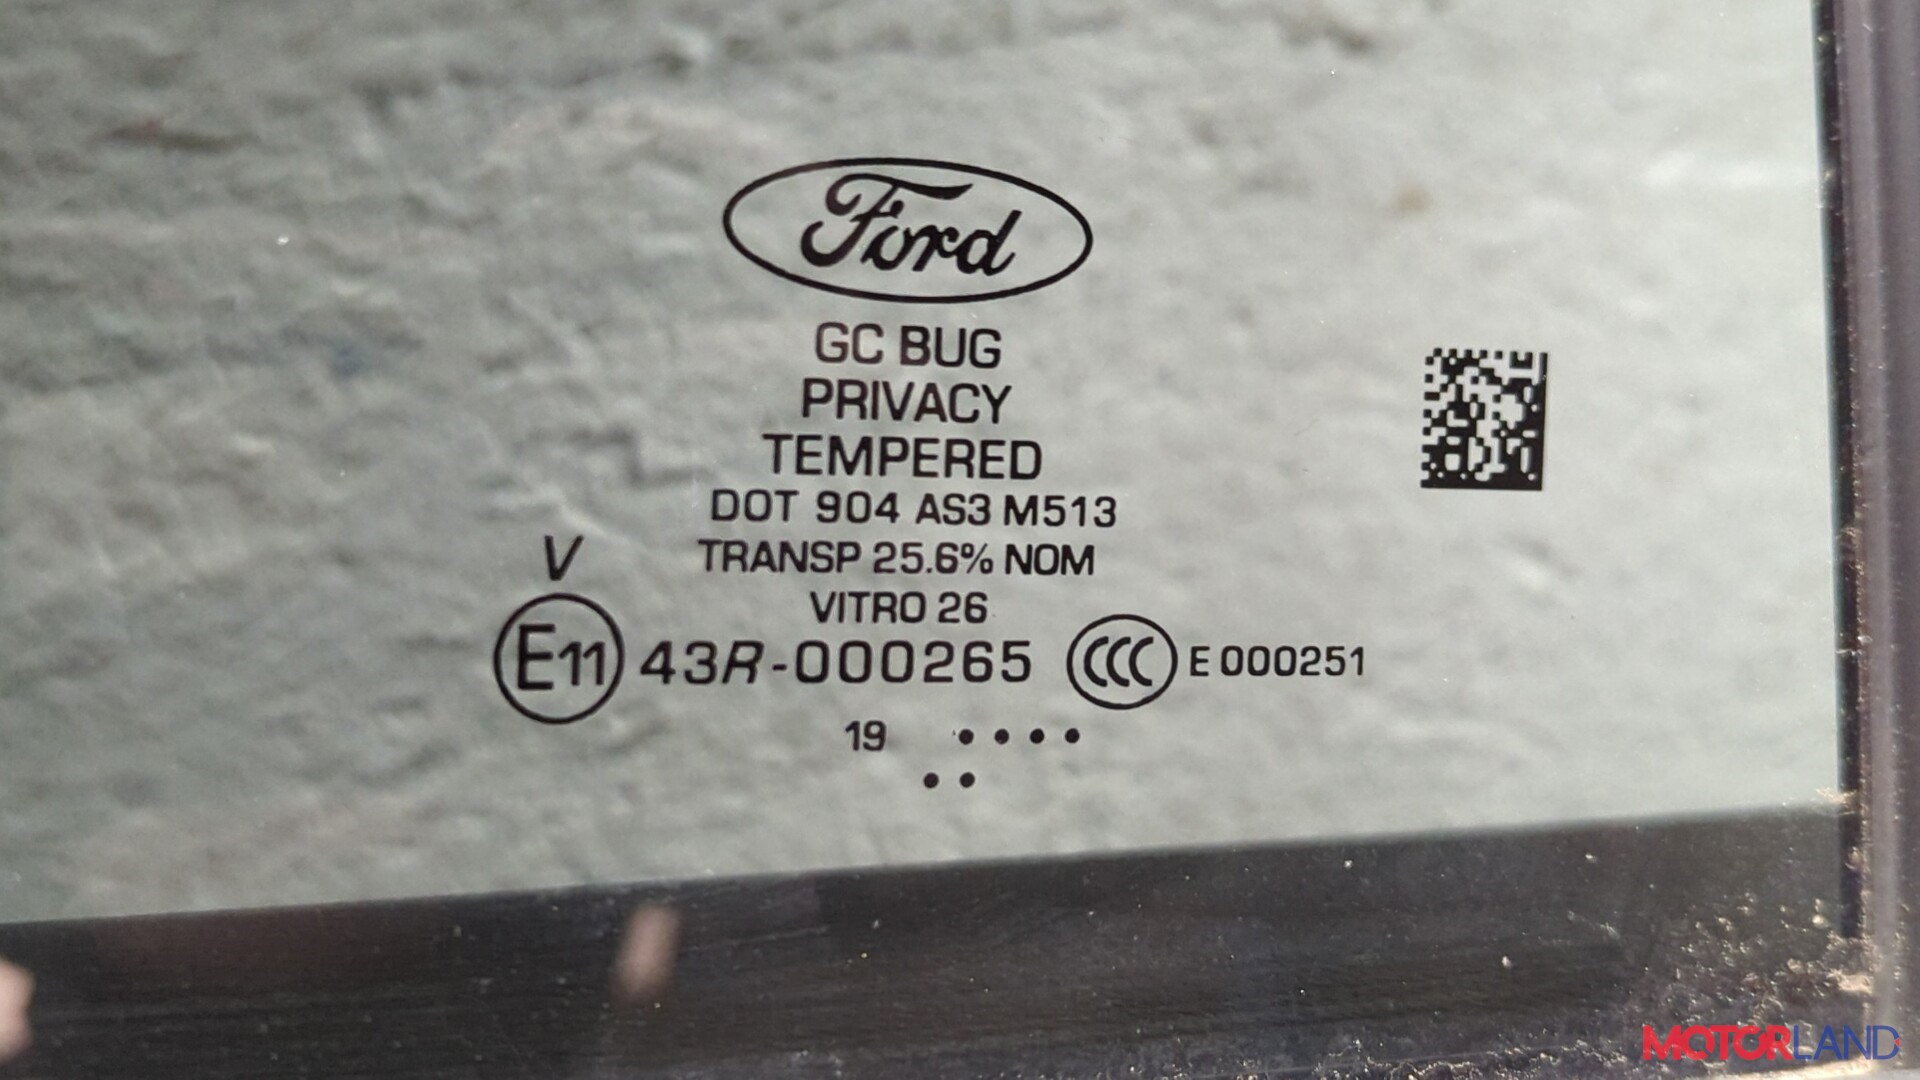 Ford
GC BUG
PRIVACY
TEMPERED
DOT 904 AS3 M513
V TRANSP 25.6% NOM
VITRO 26
E11 43R-000265 CCC E 000251
19 ••••
••
MOTORLAND